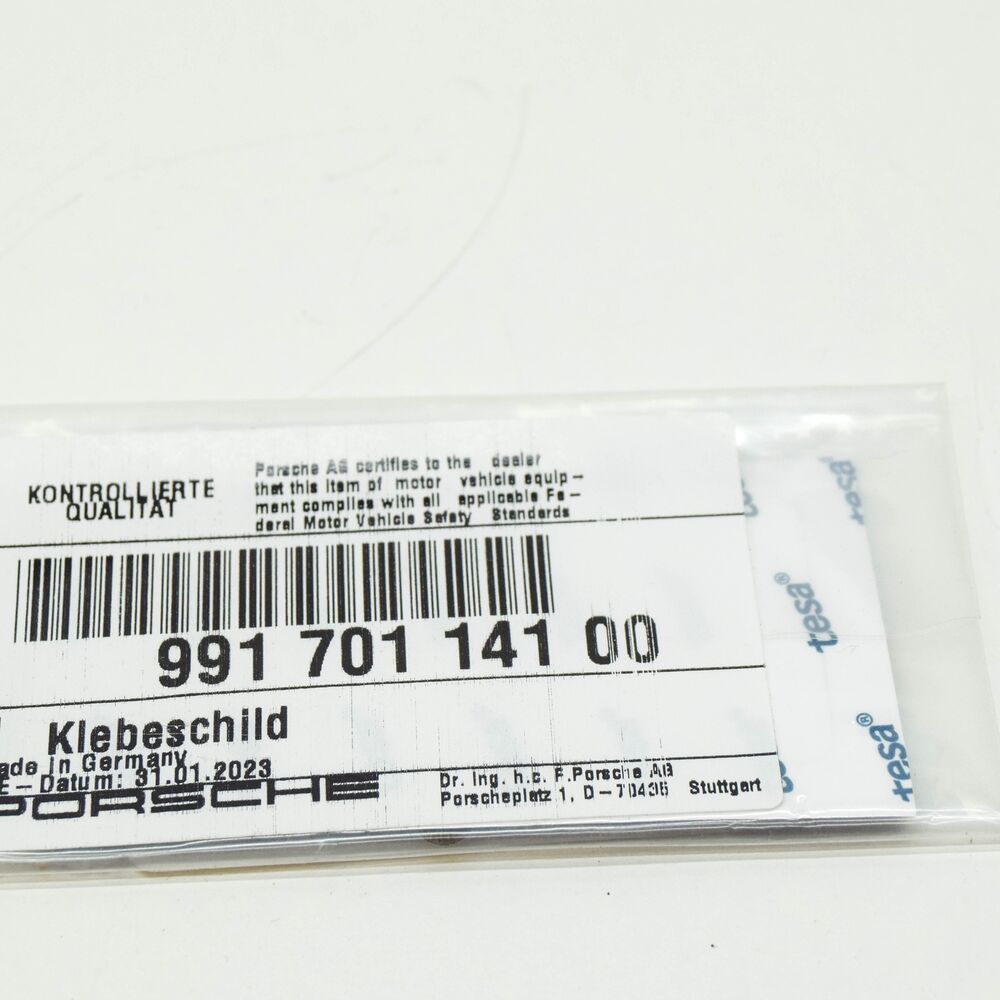 KONTROLLIERTE
QUALITAT
Porsche AG certifies to the dealer
that this item of motor vehicle equip-
ment complies with all applicable Fe-
deral Motor Vehicle Safety Standards
991 701 141 00
Klebeschild
ade in Germany
E-Datum: 31.01.2023
PORSCHE
Dr. Ing. h.c. F.Porsche AG
Porscheplatz 1, D-70435 Stuttgart
tesa®
tesa®
tesa®